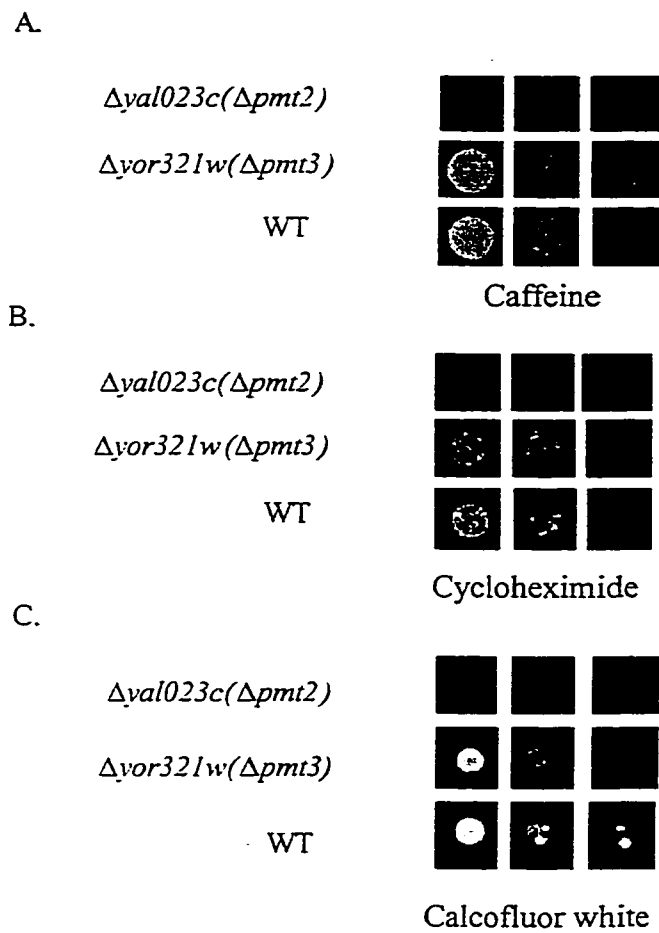 A.
Δyal023c(Δpmt2)
Δyor321w(Δpmt3)
WT
Caffeine
B.
Δyal023c(Δpmt2)
Δyor321w(Δpmt3)
WT
Cycloheximide
C.
Δyal023c(Δpmt2)
Δyor321w(Δpmt3)
WT
Calcofluor white